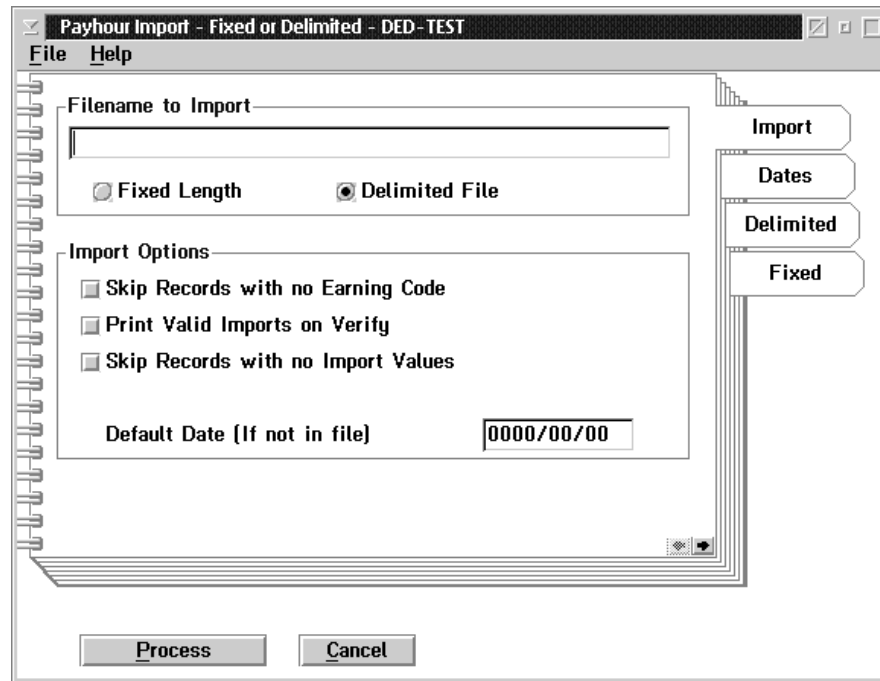 Payhour Import - Fixed or Delimited - DED-TEST
File Help
Filename to Import
Import
Fixed Length Delimited File
Dates
Delimited
Import Options
Fixed
Skip Records with no Earning Code
Print Valid Imports on Verify
Skip Records with no Import Values
Default Date (If not in file) 0000/00/00
Process Cancel